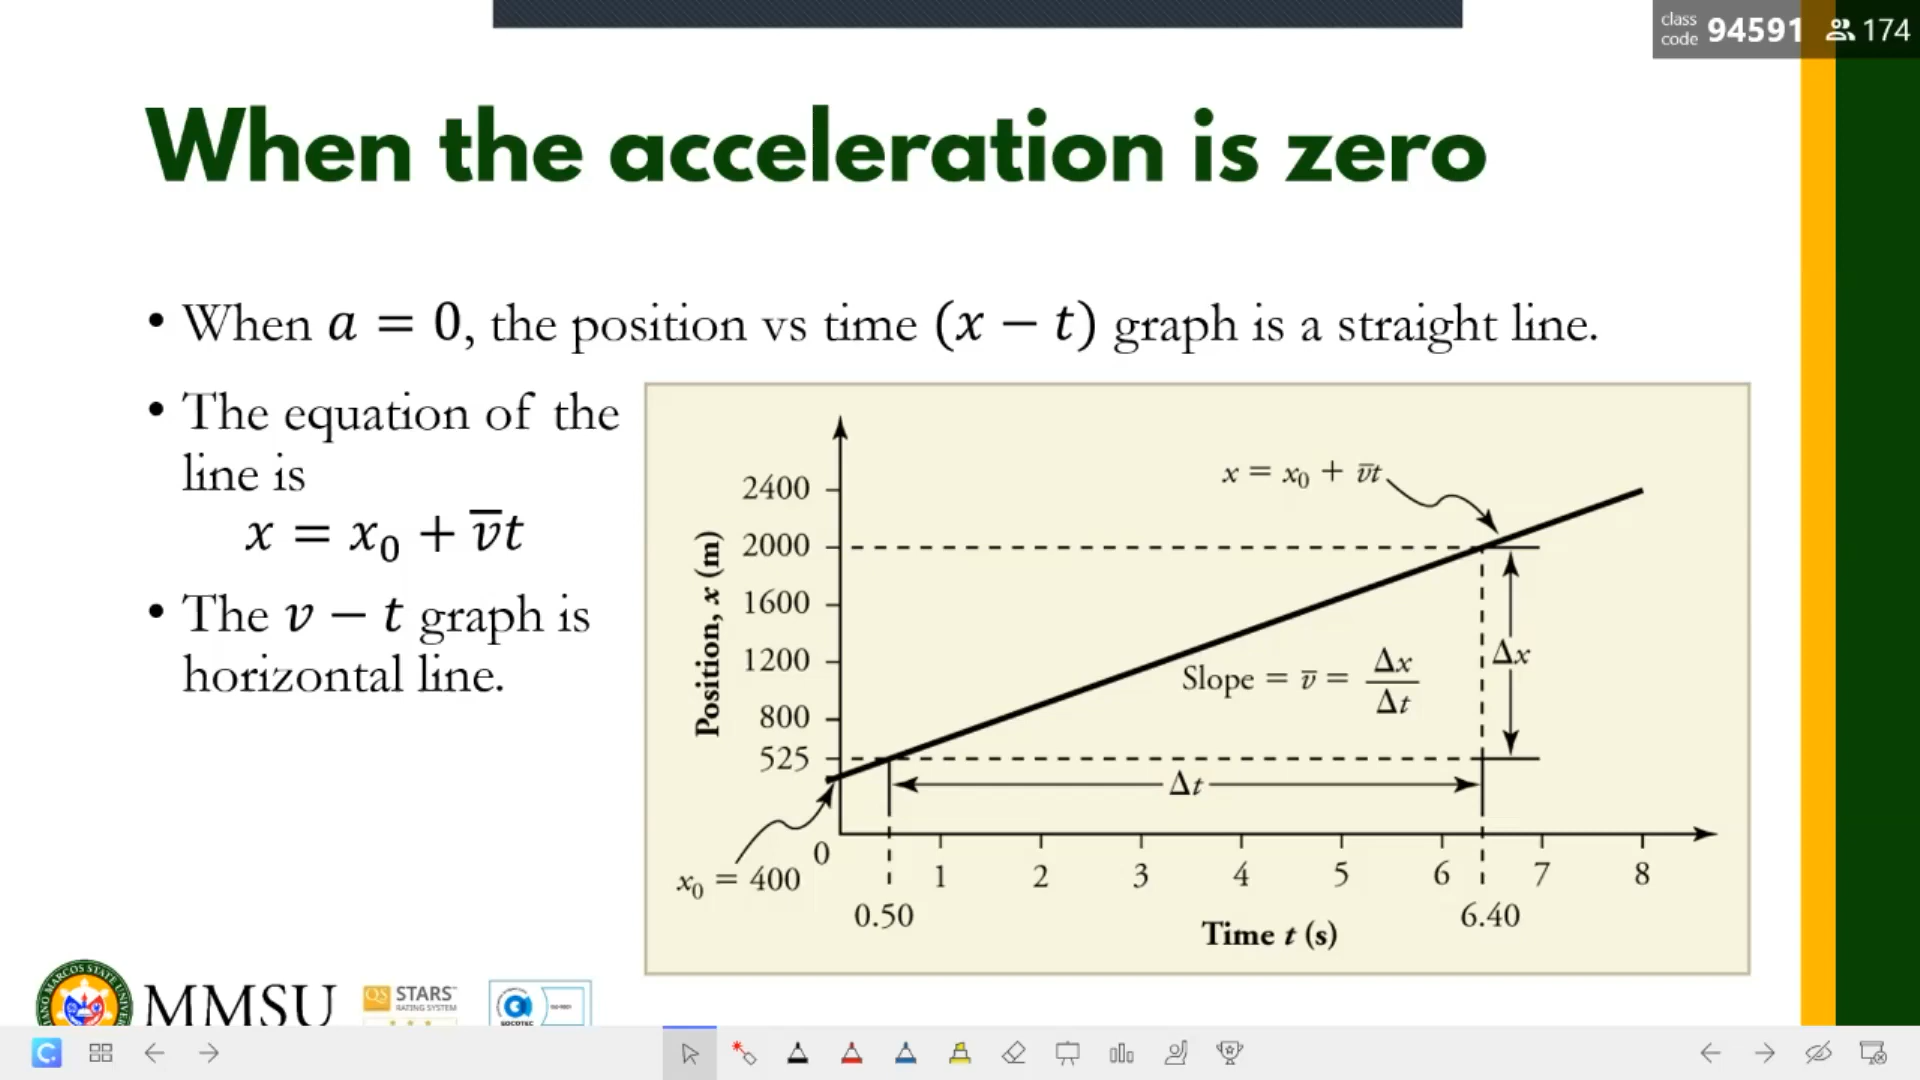 class
code 94591 174
When the acceleration is zero
• When a = 0, the position vs time (x − t) graph is a straight line.
• The equation of the
line is
x = x₀ + v̅t
• The v − t graph is
horizontal line.
x = x₀ + v̅t
2400
2000
1600
1200
800
525
Position, x (m)
Slope = v̅ = Δx/Δt
Δx
Δt
x₀ = 400
0 1 2 3 4 5 6 7 8
0.50 6.40
Time t (s)
MMSU
QS STARS™
RATING SYSTEM
SOCOTEC